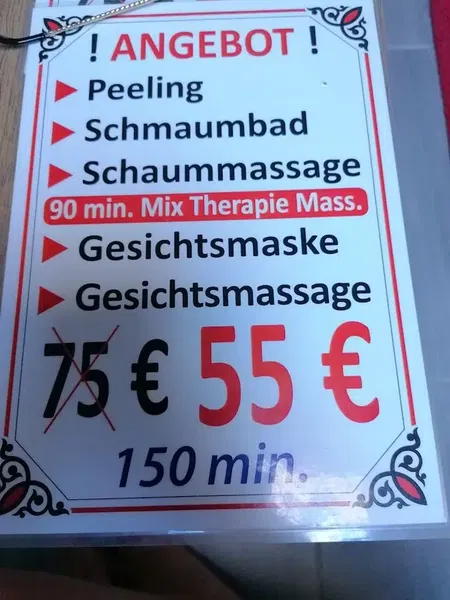 ! ANGEBOT !
Peeling
Schmaumbad
Schaummassage
90 min. Mix Therapie Mass.
Gesichtsmaske
Gesichtsmassage
75 € 55 €
150 min.